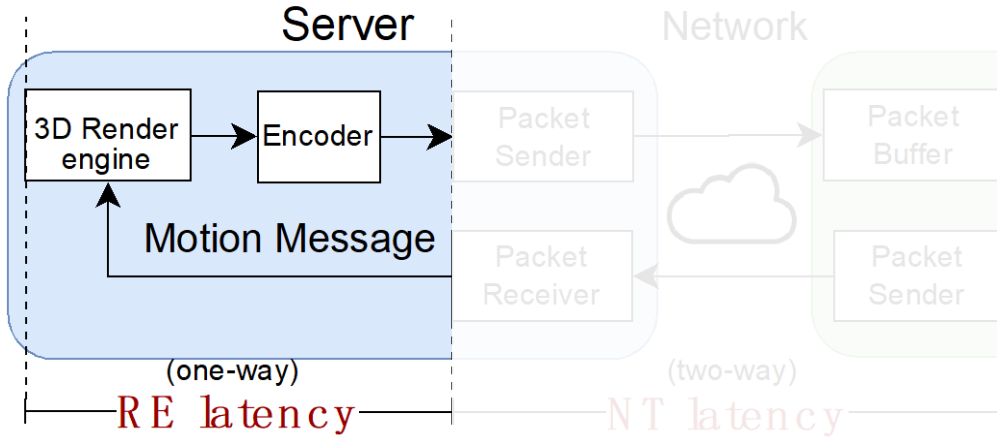 Server
Network
3D Render
engine
Encoder
Packet
Sender
Packet
Buffer
Motion Message
Packet
Receiver
Packet
Sender
(one-way)
(two-way)
RE latency
NT latency